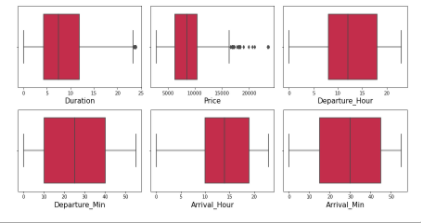 0 5 10 15 20 25
Duration
5000 10000 15000 20000
Price
0 5 10 15 20
Departure_Hour
0 10 20 30 40 50
Departure_Min
0 5 10 15 20
Arrival_Hour
0 10 20 30 40 50
Arrival_Min